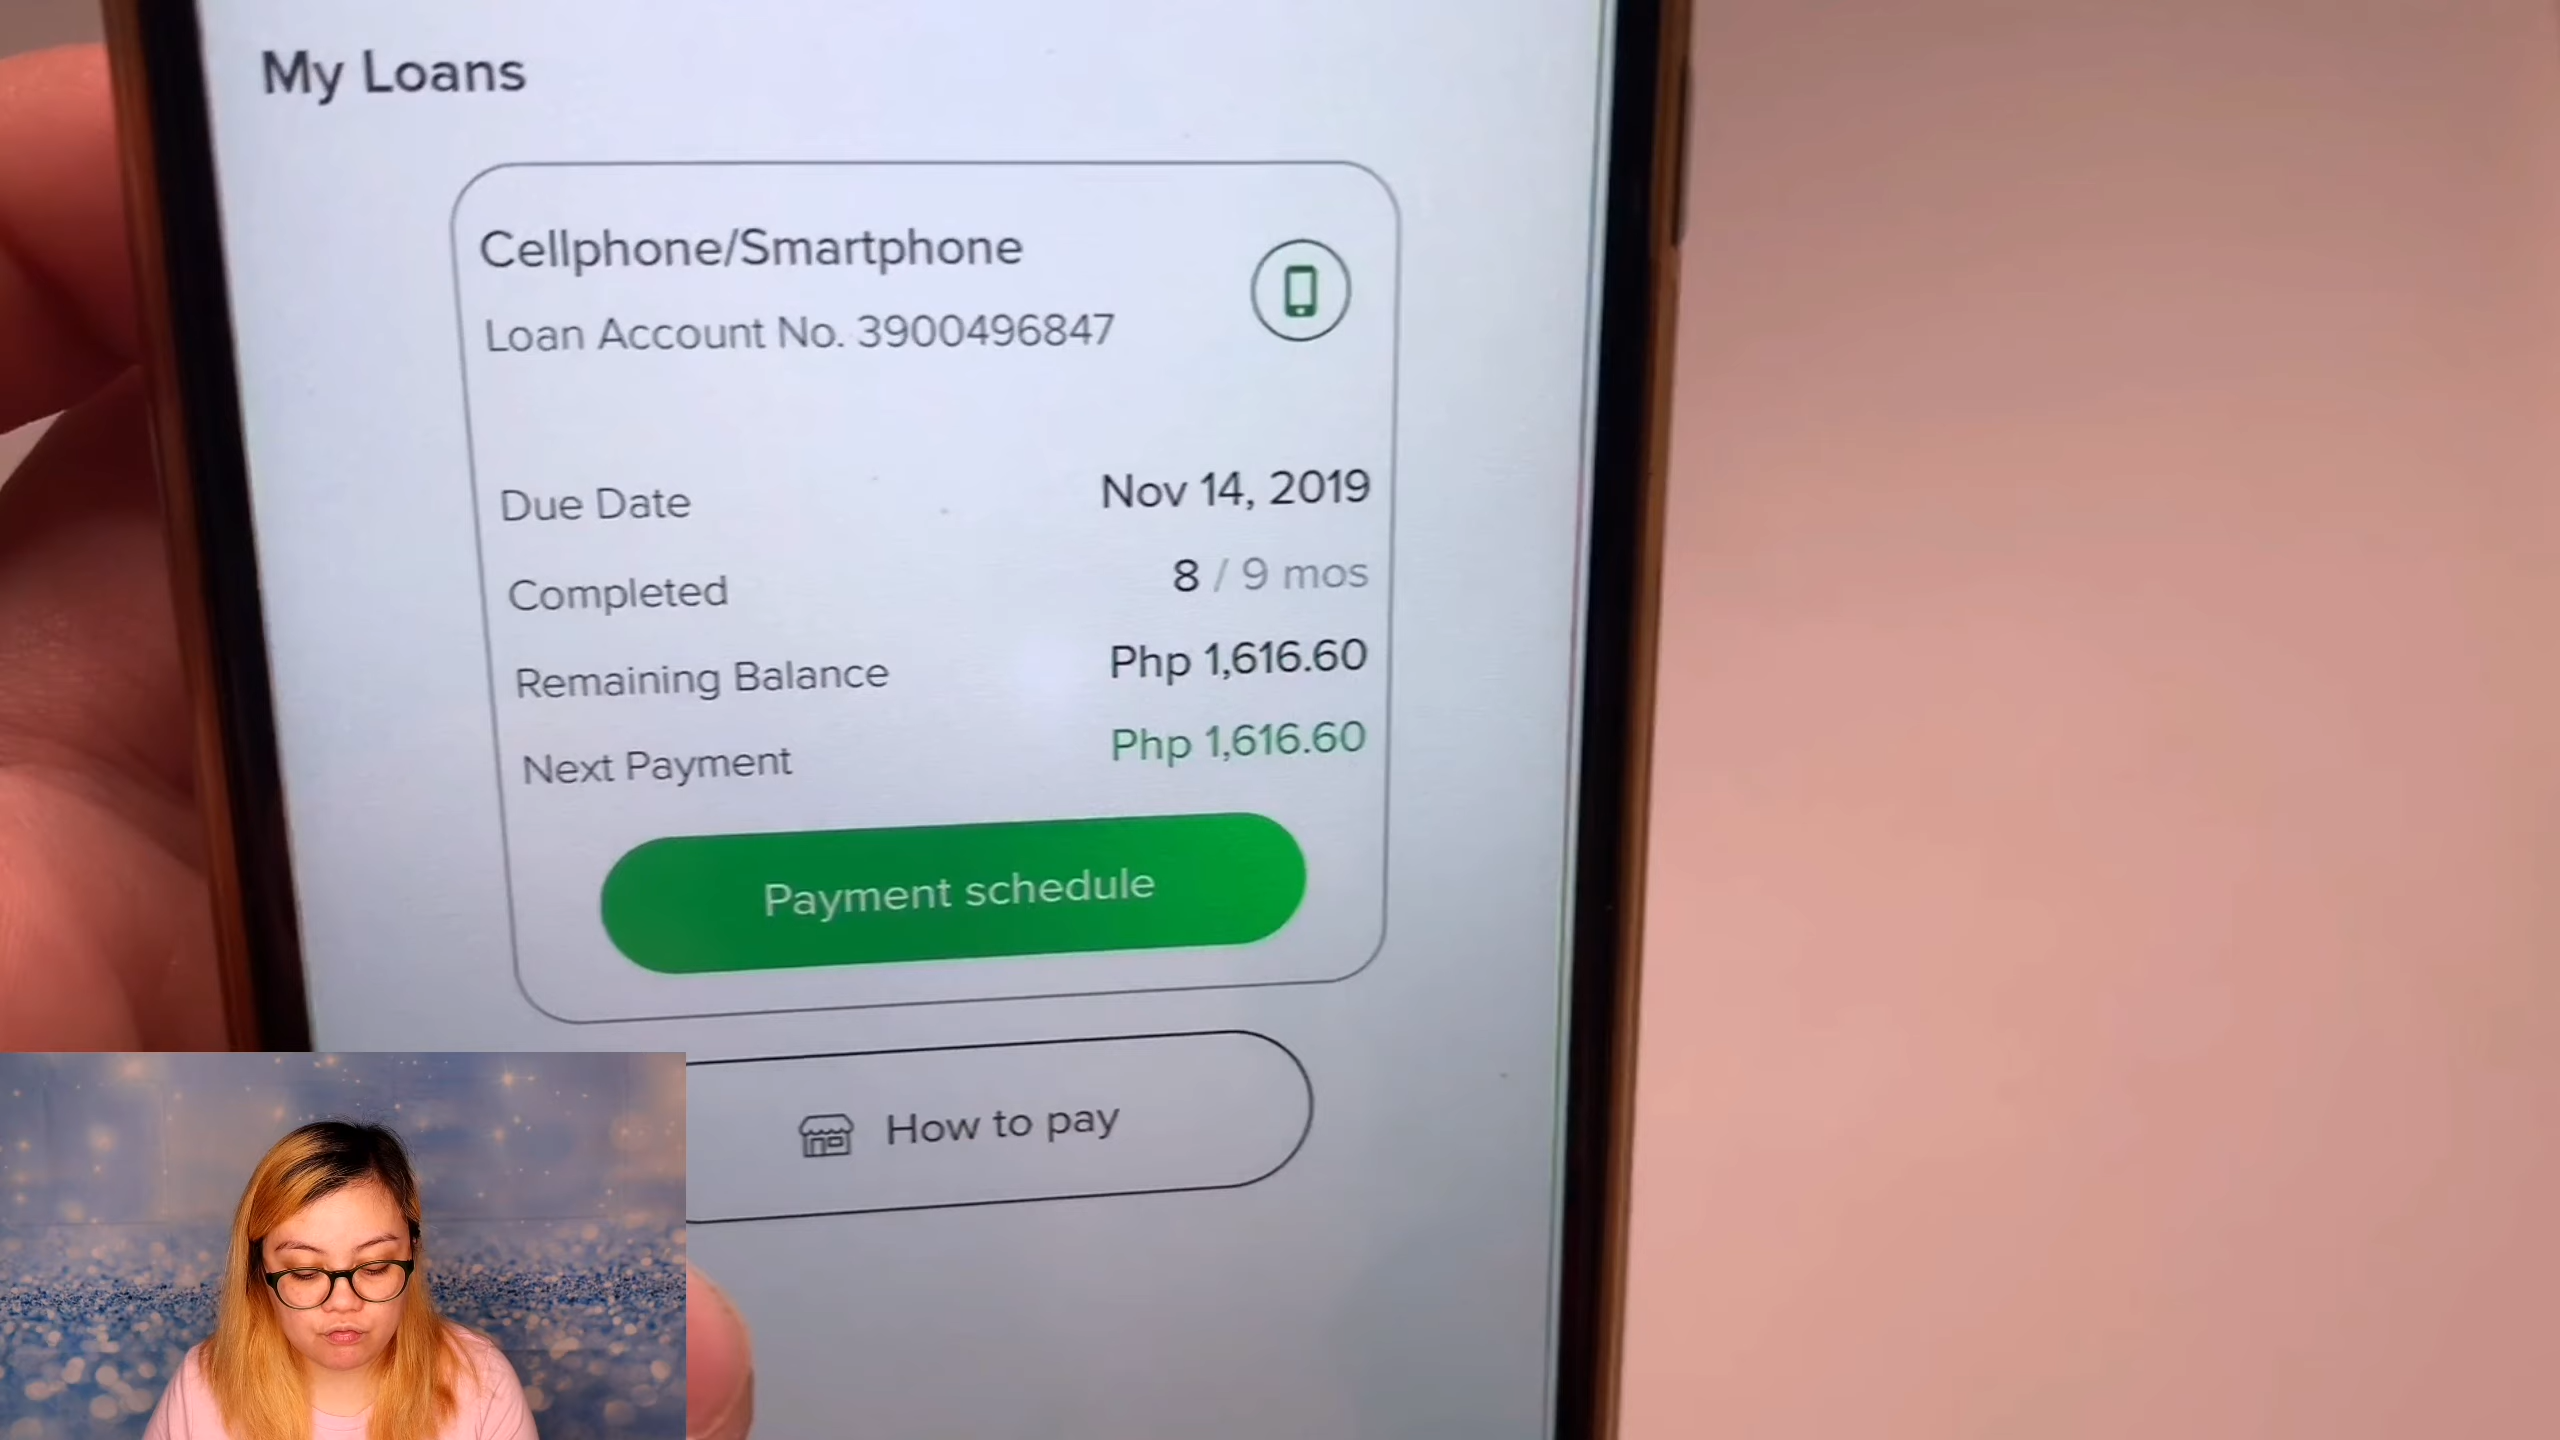 My Loans
Cellphone/Smartphone
Loan Account No. 3900496847
Due Date Nov 14, 2019
Completed 8 / 9 mos
Remaining Balance Php 1,616.60
Next Payment Php 1,616.60
Payment schedule
How to pay